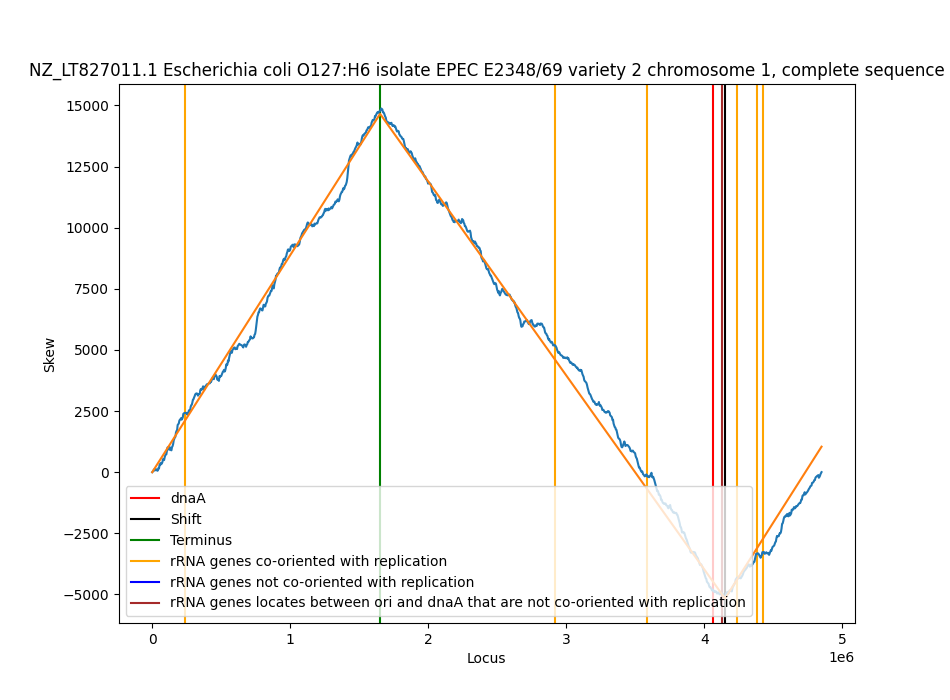 NZ_LT827011.1 Escherichia coli O127:H6 isolate EPEC E2348/69 variety 2 chromosome 1, complete sequence
15000
12500
10000
7500
5000
2500
0
−2500
−5000
Skew
dnaA
Shift
Terminus
rRNA genes co-oriented with replication
rRNA genes not co-oriented with replication
rRNA genes locates between ori and dnaA that are not co-oriented with replication
0 1 2 3 4 5
1e6
Locus